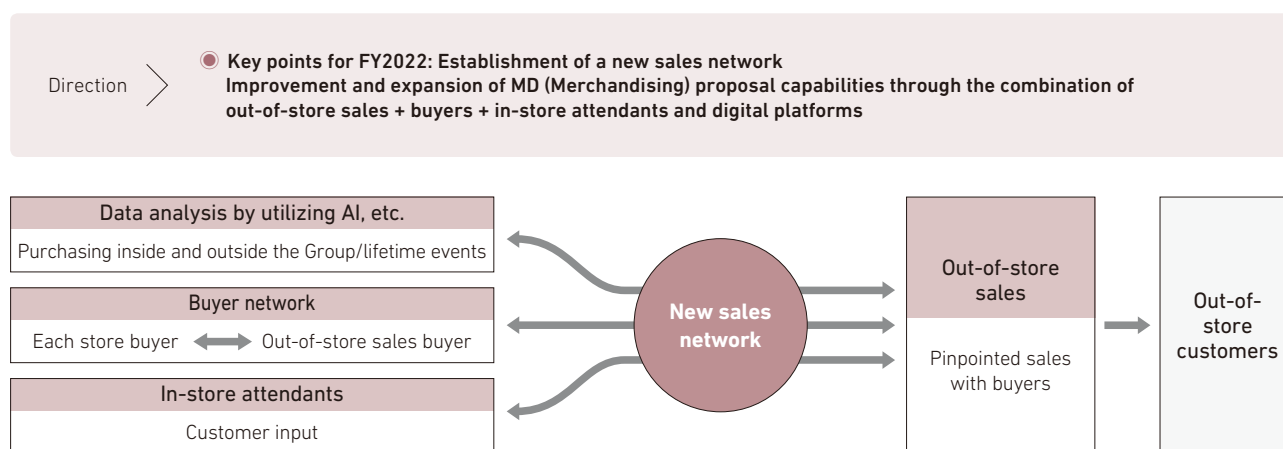 Direction
Key points for FY2022: Establishment of a new sales network
Improvement and expansion of MD (Merchandising) proposal capabilities through the combination of
out-of-store sales + buyers + in-store attendants and digital platforms
Data analysis by utilizing AI, etc.
Purchasing inside and outside the Group/lifetime events
Buyer network
Each store buyer
Out-of-store sales buyer
In-store attendants
Customer input
New sales
network
Out-of-store
sales
Pinpointed sales
with buyers
Out-of-
store
customers